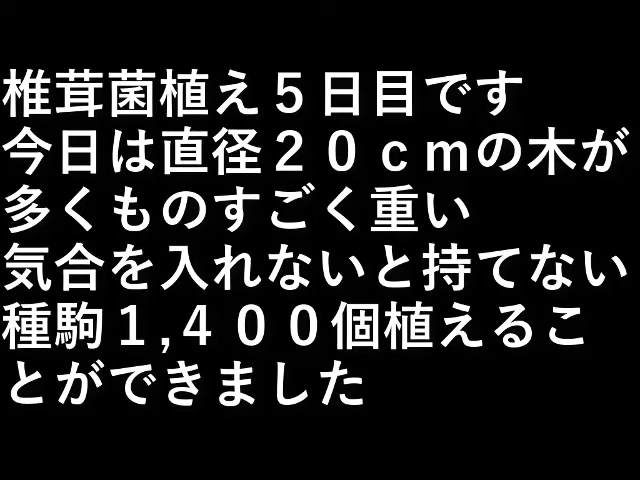 椎茸菌植え５日目です
今日は直径２０ｃｍの木が
多くものすごく重い
気合を入れないと持てない
種駒１,４００個植えるこ
とができました